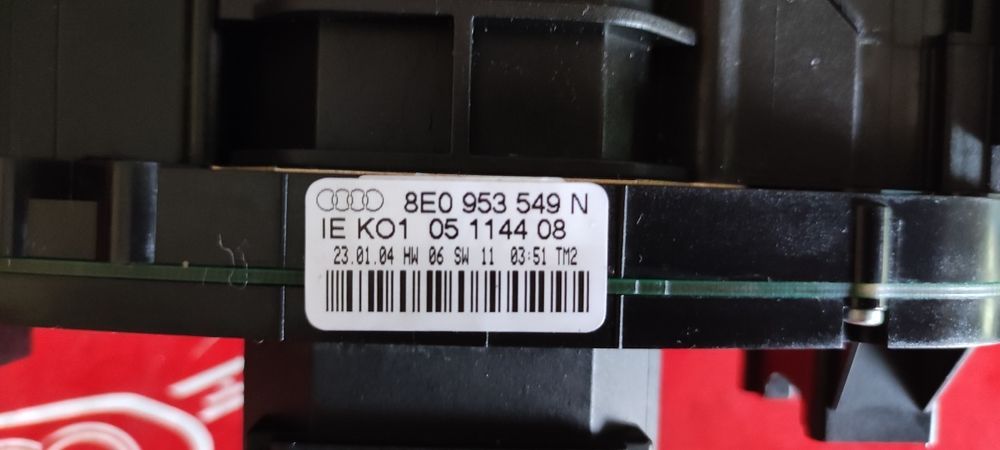 8E0 953 549 N
IE KO1 05 1144 08
23.01.04 HW 06 SW 11 03:51 TM2